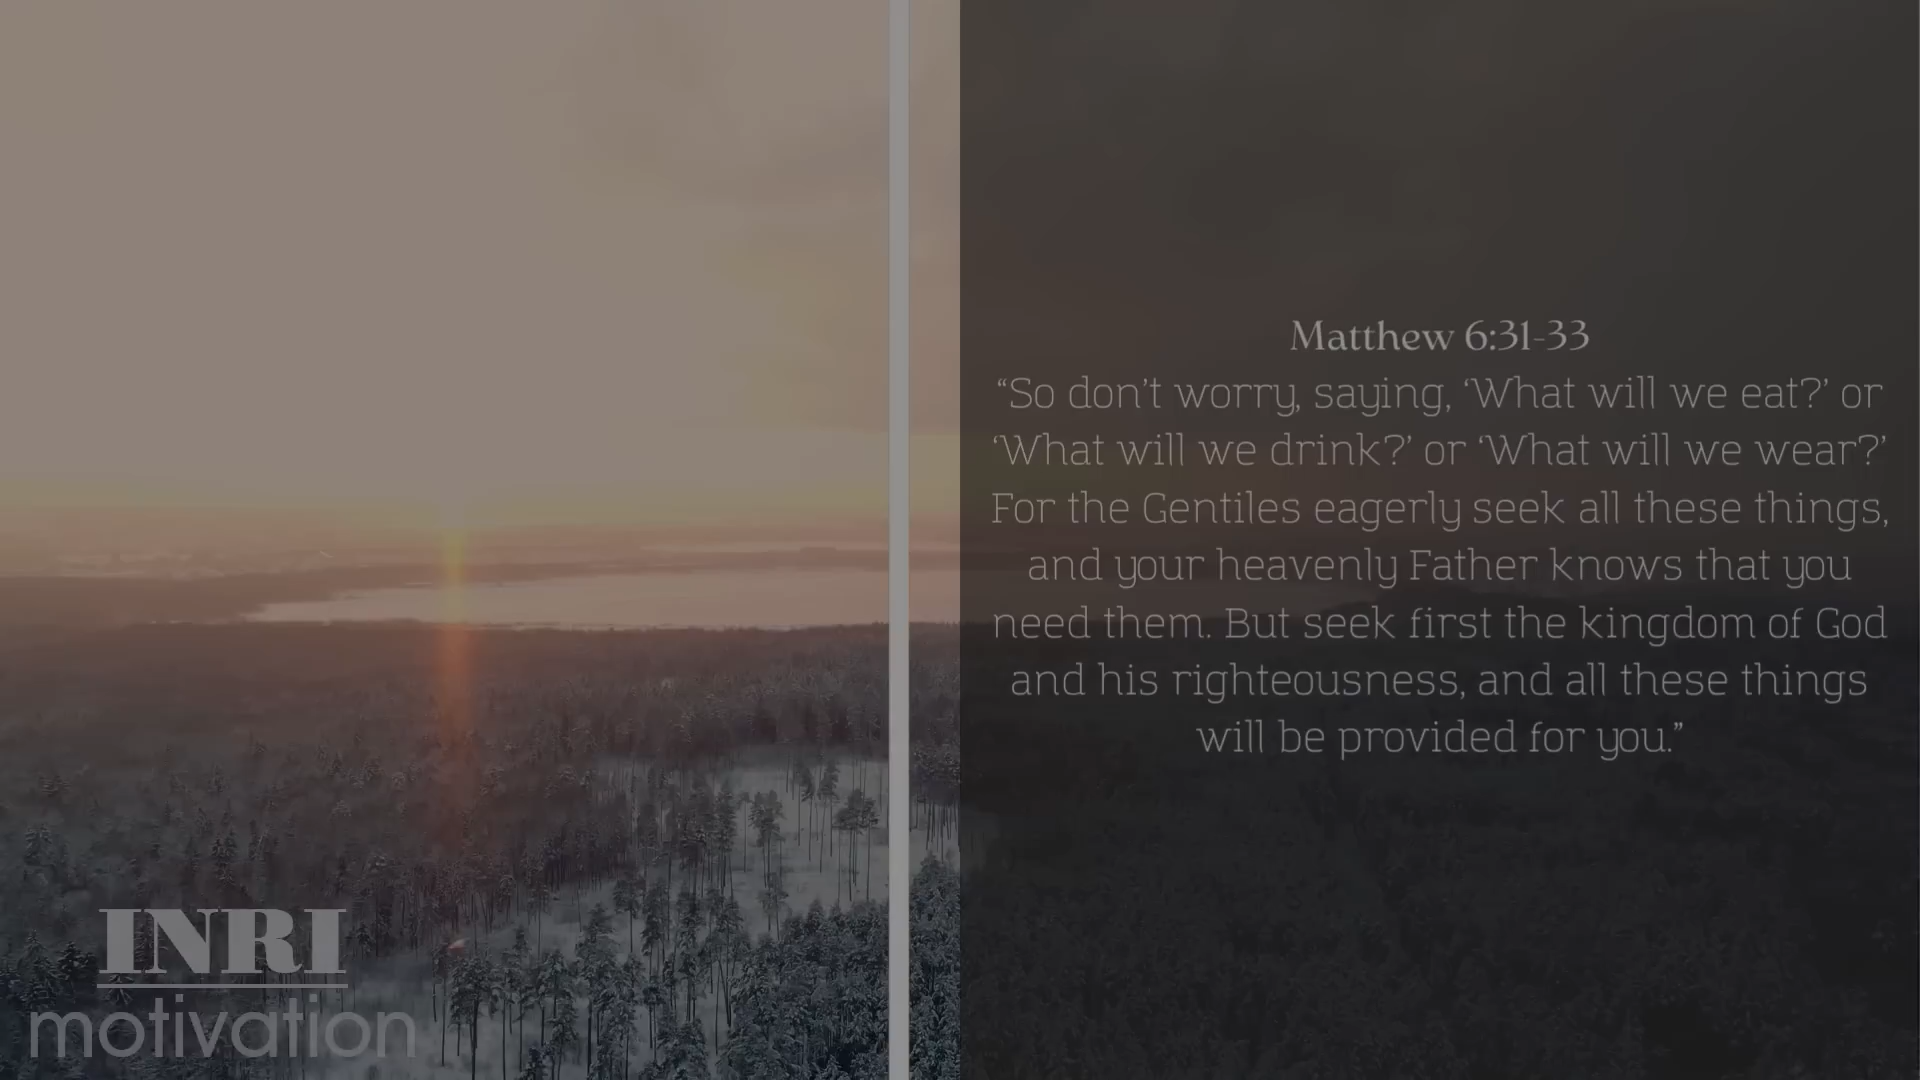 Matthew 6:31-33
“So don’t worry, saying, ‘What will we eat?’ or
‘What will we drink?’ or ‘What will we wear?’
For the Gentiles eagerly seek all these things,
and your heavenly Father knows that you
need them. But seek first the kingdom of God
and his righteousness, and all these things
will be provided for you.”
INRI
motivation